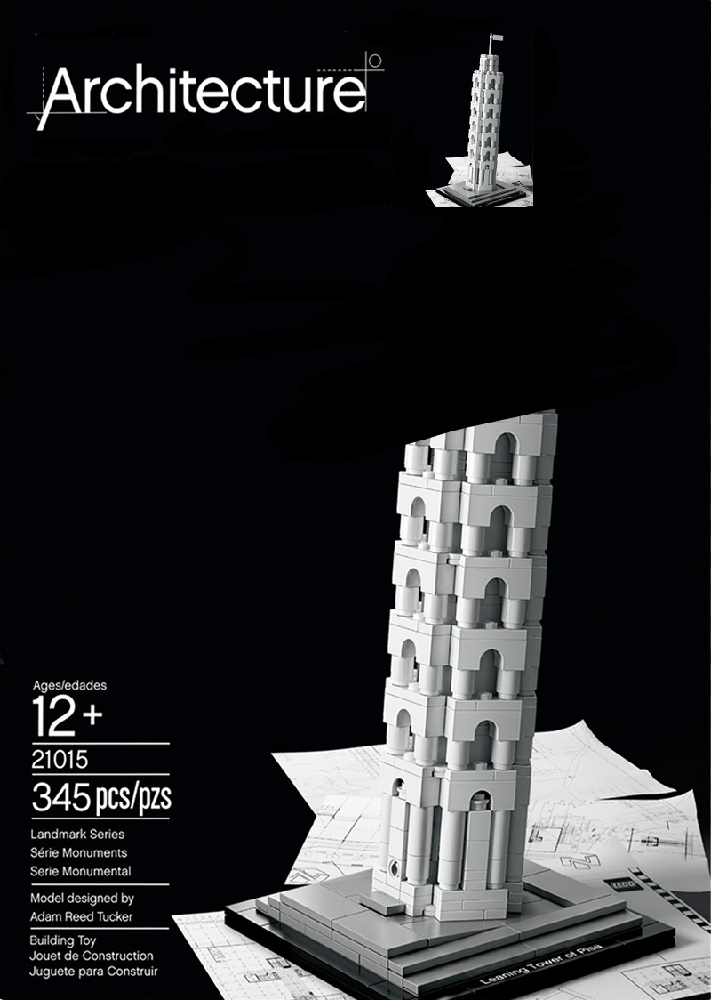 Architecture
Ages/edades
12+
21015
345 pcs/pzs
Landmark Series
Série Monuments
Serie Monumental
Model designed by
Adam Reed Tucker
Building Toy
Jouet de Construction
Juguete para Construir
LEGO
Leaning Tower of Pisa